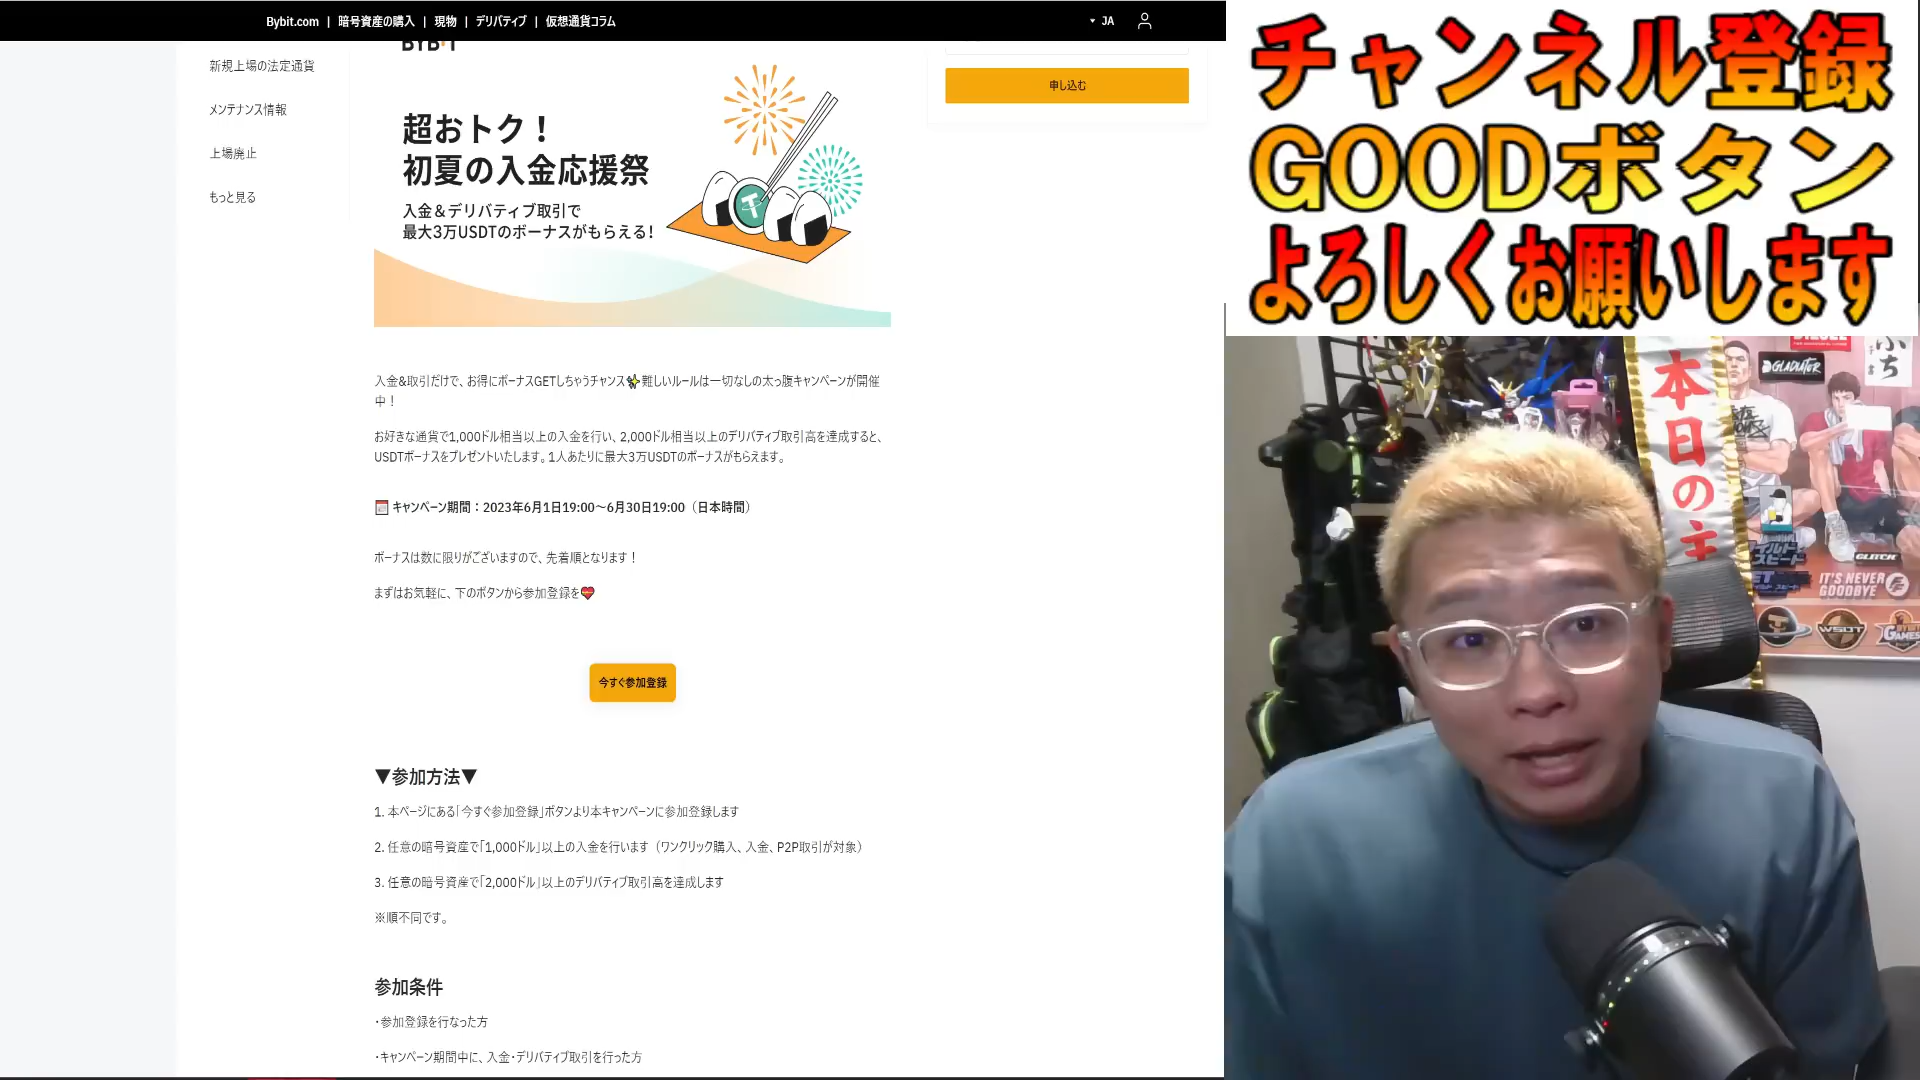 Bybit.com | 暗号資産の購入 | 現物 | デリバティブ | 仮想通貨コラム
JA
BYBIT
新規上場の法定通貨
メンテナンス情報
上場廃止
もっと見る
超おトク！
初夏の入金応援祭
入金＆デリバティブ取引で
最大3万USDTのボーナスがもらえる！
申し込む
入金&取引だけで、お得にボーナスGETしちゃうチャンス✨難しいルールは一切なしの太っ腹キャンペーンが開催
中！
お好きな通貨で1,000ドル相当以上の入金を行い、2,000ドル相当以上のデリバティブ取引高を達成すると、
USDTボーナスをプレゼントいたします。1人あたりに最大3万USDTのボーナスがもらえます。
キャンペーン期間：2023年6月1日19:00〜6月30日19:00（日本時間）
ボーナスは数に限りがございますので、先着順となります！
まずはお気軽に、下のボタンから参加登録を💝
今すぐ参加登録
▼参加方法▼
1. 本ページにある「今すぐ参加登録」ボタンより本キャンペーンに参加登録します
2. 任意の暗号資産で「1,000ドル」以上の入金を行います（ワンクリック購入、入金、P2P取引が対象）
3. 任意の暗号資産で「2,000ドル」以上のデリバティブ取引高を達成します
※順不同です。
参加条件
・参加登録を行なった方
・キャンペーン期間中に、入金・デリバティブ取引を行った方
チャンネル登録
GOODボタン
よろしくお願いします
本日の主
GLADIATOR
ぷち
GLITCH
IT'S NEVER
GOODBYE
WSOT
GAMES